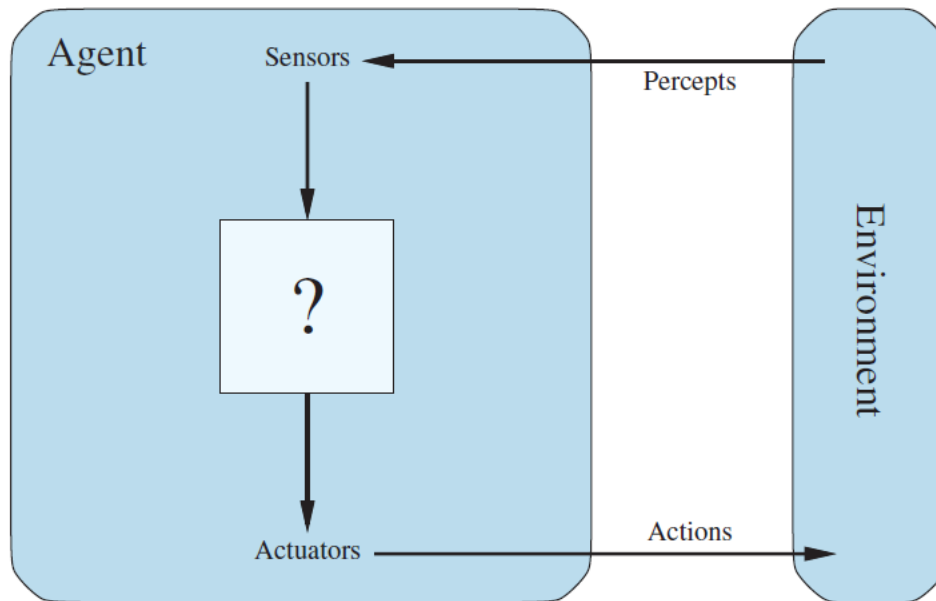 Agent
Sensors
Percepts
?
Environment
Actuators
Actions